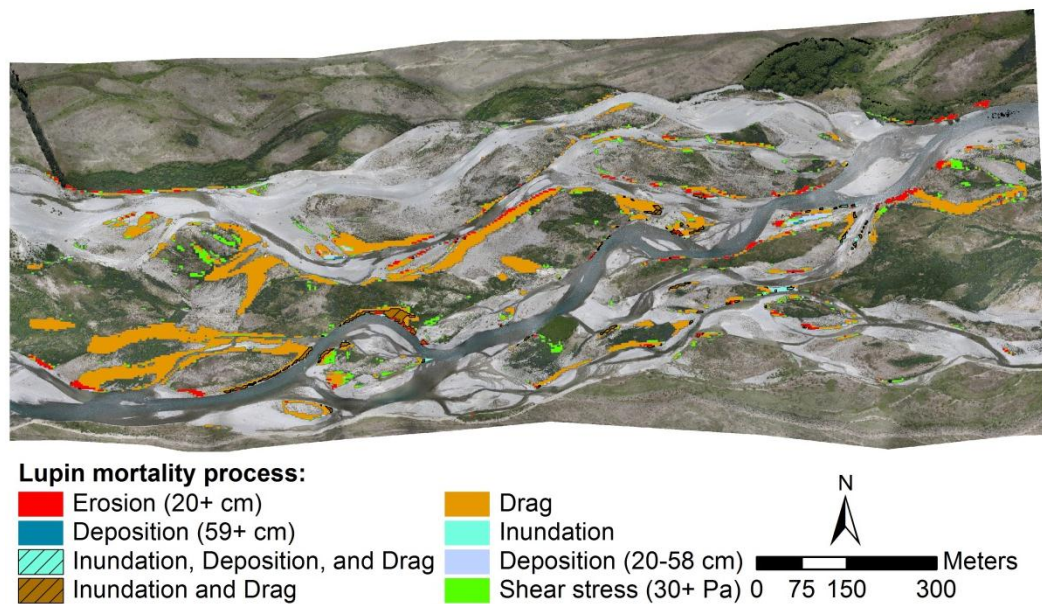 Lupin mortality process:
Erosion (20+ cm)
Deposition (59+ cm)
Inundation, Deposition, and Drag
Inundation and Drag
Drag
Inundation
Deposition (20-58 cm)
Shear stress (30+ Pa)
N
Meters
0 75 150 300